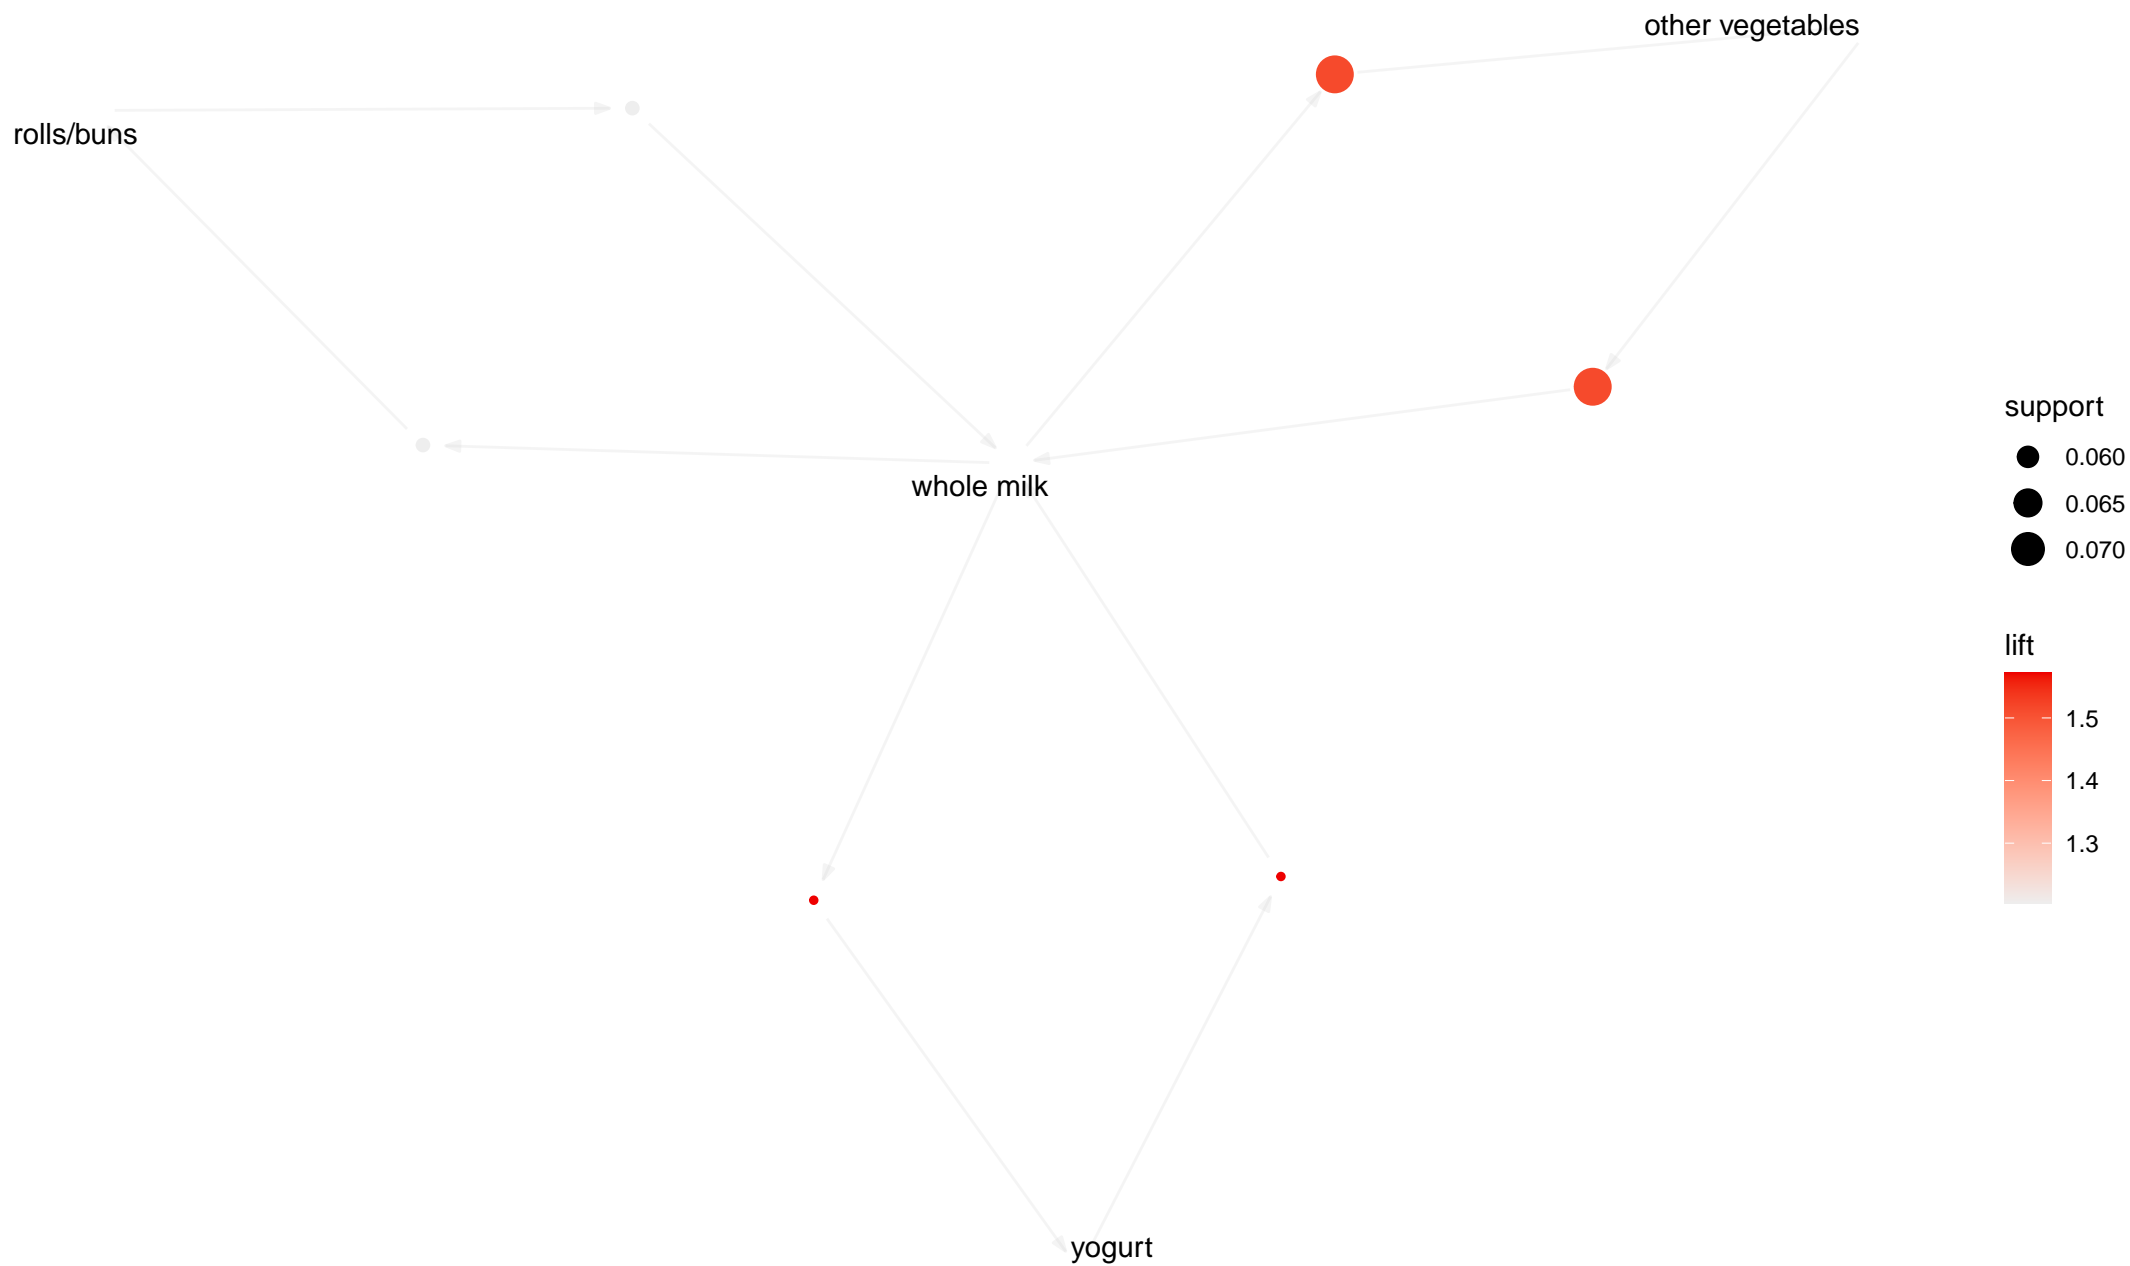 other vegetables
rolls/buns
whole milk
yogurt
support
0.060
0.065
0.070
lift
1.5
1.4
1.3